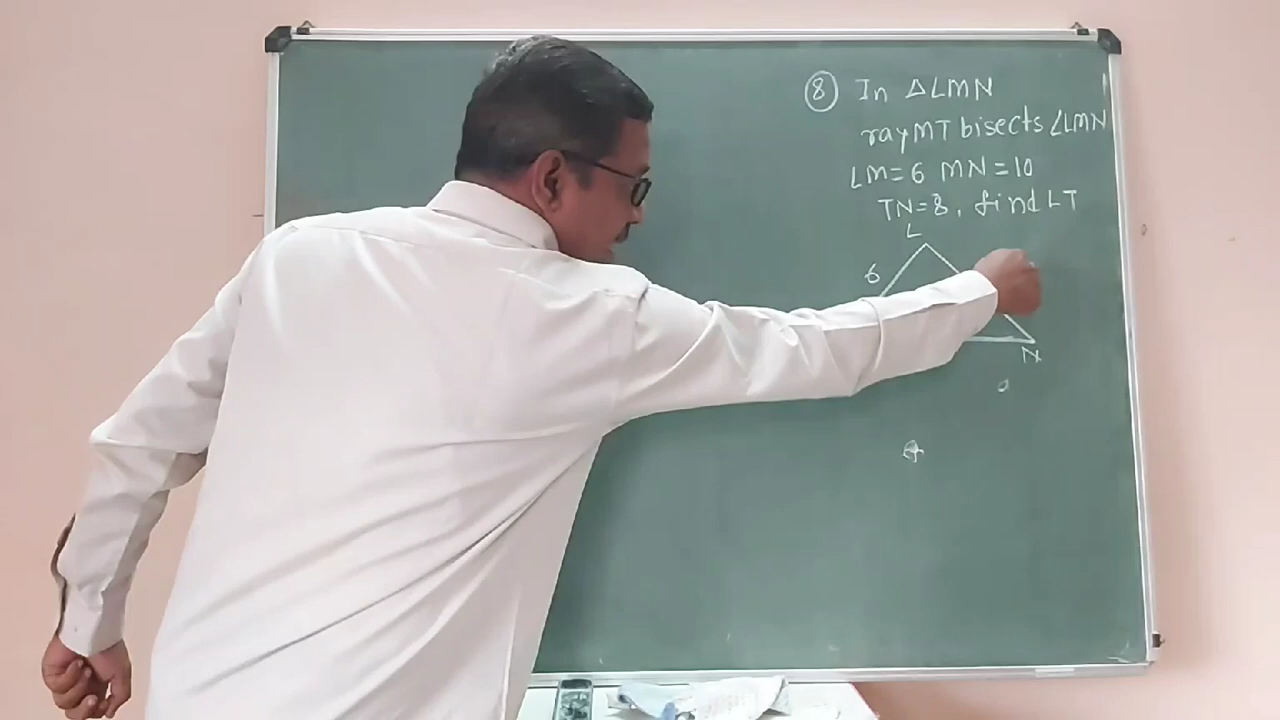 ⑧ In △LMN
ray MT bisects ∠LMN
LM=6 MN=10
TN=8, find LT
L
6
N